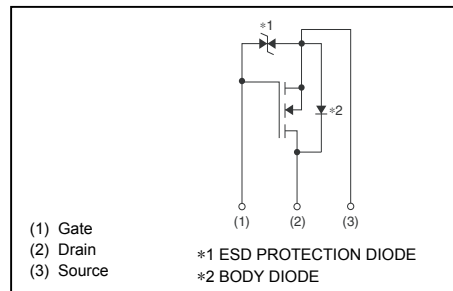 *1
*2
(1) (2) (3)
(1) Gate
(2) Drain
(3) Source
*1 ESD PROTECTION DIODE
*2 BODY DIODE